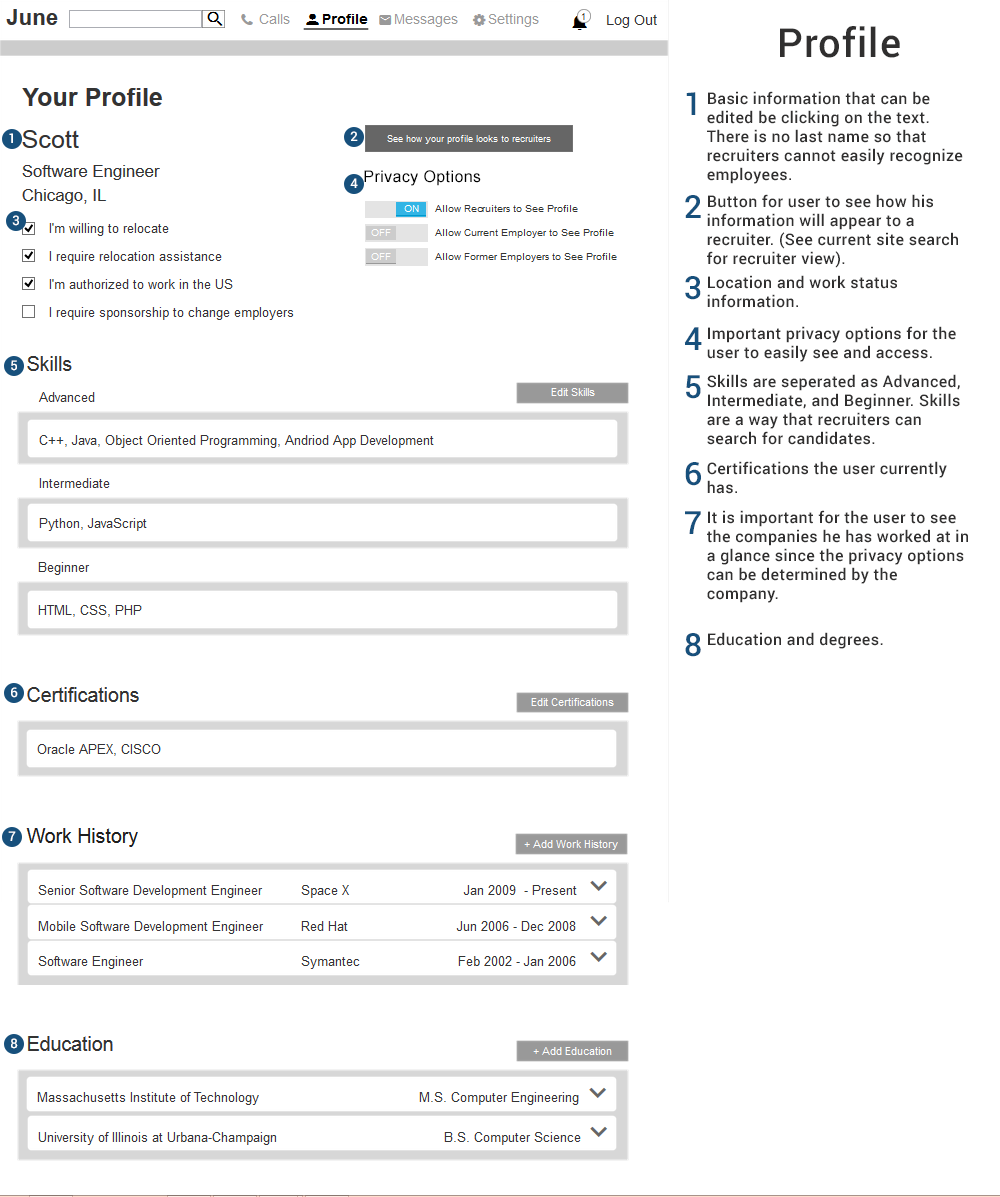 June Calls Profile Messages Settings 1 Log Out
Your Profile
1 Scott
Software Engineer
Chicago, IL
3
I'm willing to relocate
I require relocation assistance
I'm authorized to work in the US
I require sponsorship to change employers
2 See how your profile looks to recruiters
4 Privacy Options
ON Allow Recruiters to See Profile
OFF Allow Current Employer to See Profile
OFF Allow Former Employers to See Profile
5 Skills
Advanced Edit Skills
C++, Java, Object Oriented Programming, Andriod App Development
Intermediate
Python, JavaScript
Beginner
HTML, CSS, PHP
6 Certifications Edit Certifications
Oracle APEX, CISCO
7 Work History + Add Work History
Senior Software Development Engineer Space X Jan 2009 - Present
Mobile Software Development Engineer Red Hat Jun 2006 - Dec 2008
Software Engineer Symantec Feb 2002 - Jan 2006
8 Education + Add Education
Massachusetts Institute of Technology M.S. Computer Engineering
University of Illinois at Urbana-Champaign B.S. Computer Science
Profile
1 Basic information that can be
edited be clicking on the text.
There is no last name so that
recruiters cannot easily recognize
employees.
2 Button for user to see how his
information will appear to a
recruiter. (See current site search
for recruiter view).
3 Location and work status
information.
4 Important privacy options for the
user to easily see and access.
5 Skills are seperated as Advanced,
Intermediate, and Beginner. Skills
are a way that recruiters can
search for candidates.
6 Certifications the user currently
has.
7 It is important for the user to see
the companies he has worked at in
a glance since the privacy options
can be determined by the
company.
8 Education and degrees.